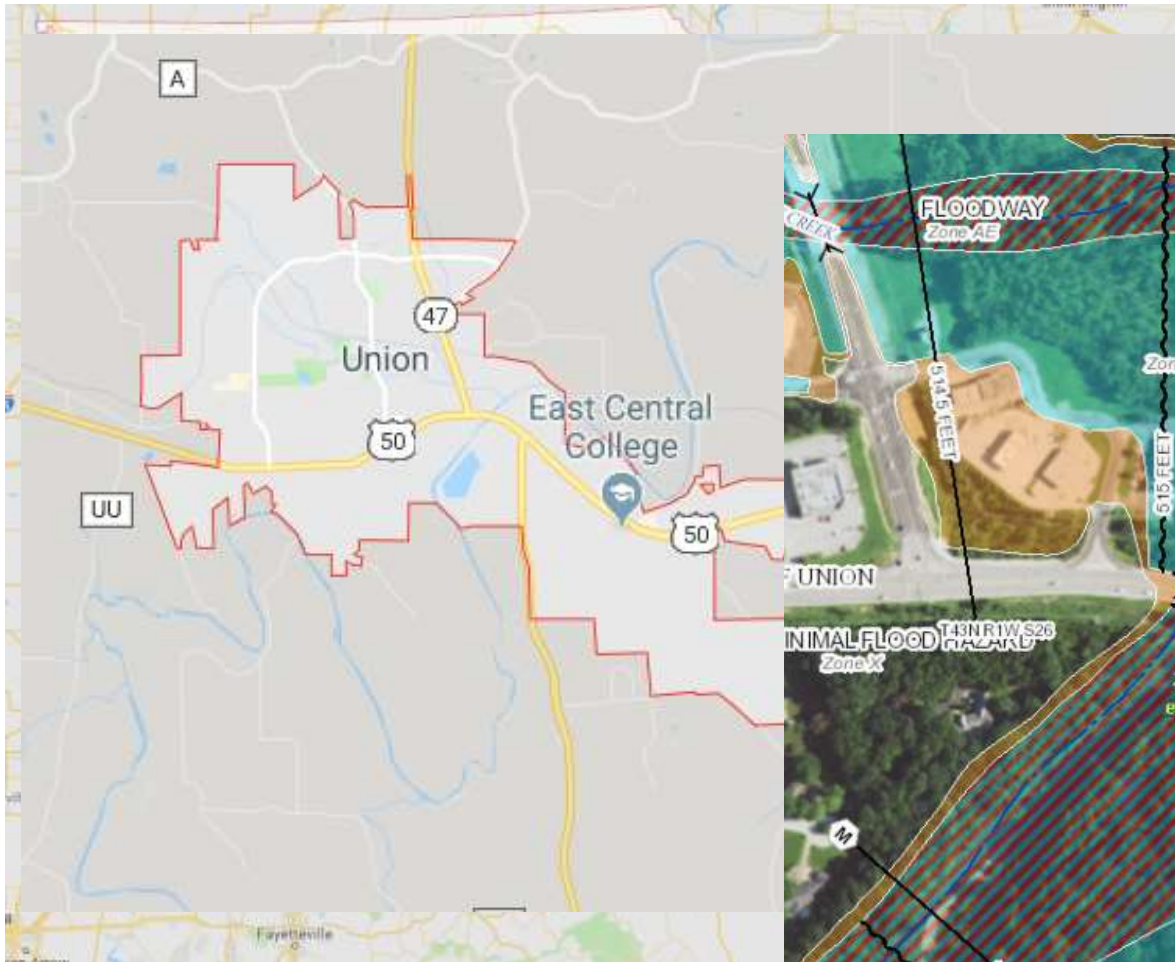 A
47
Union
50
East Central
College
UU
50
Fayetteville
CREEK
FLOODWAY
Zone AE
514.5 FEET
515 FEET
F UNION
T43N R1W S26
INIMAL FLOOD HAZARD
Zone X
M